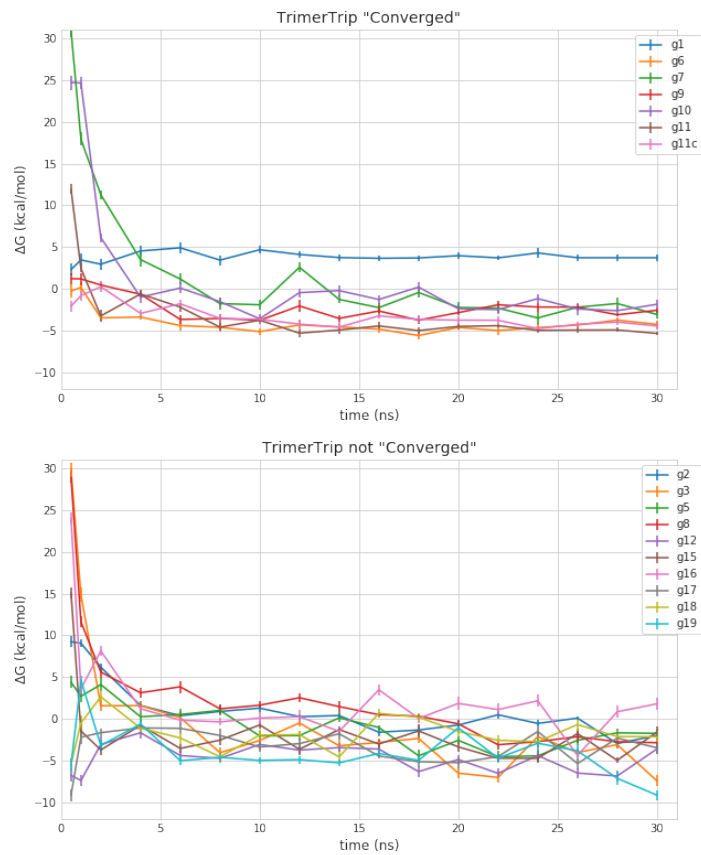 TrimerTrip "Converged"
30
25
20
15
10
5
0
−5
−10
ΔG (kcal/mol)
0 5 10 15 20 25 30
time (ns)
g1
g6
g7
g9
g10
g11
g11c
TrimerTrip not "Converged"
30
25
20
15
10
5
0
−5
−10
ΔG (kcal/mol)
0 5 10 15 20 25 30
time (ns)
g2
g3
g5
g8
g12
g15
g16
g17
g18
g19